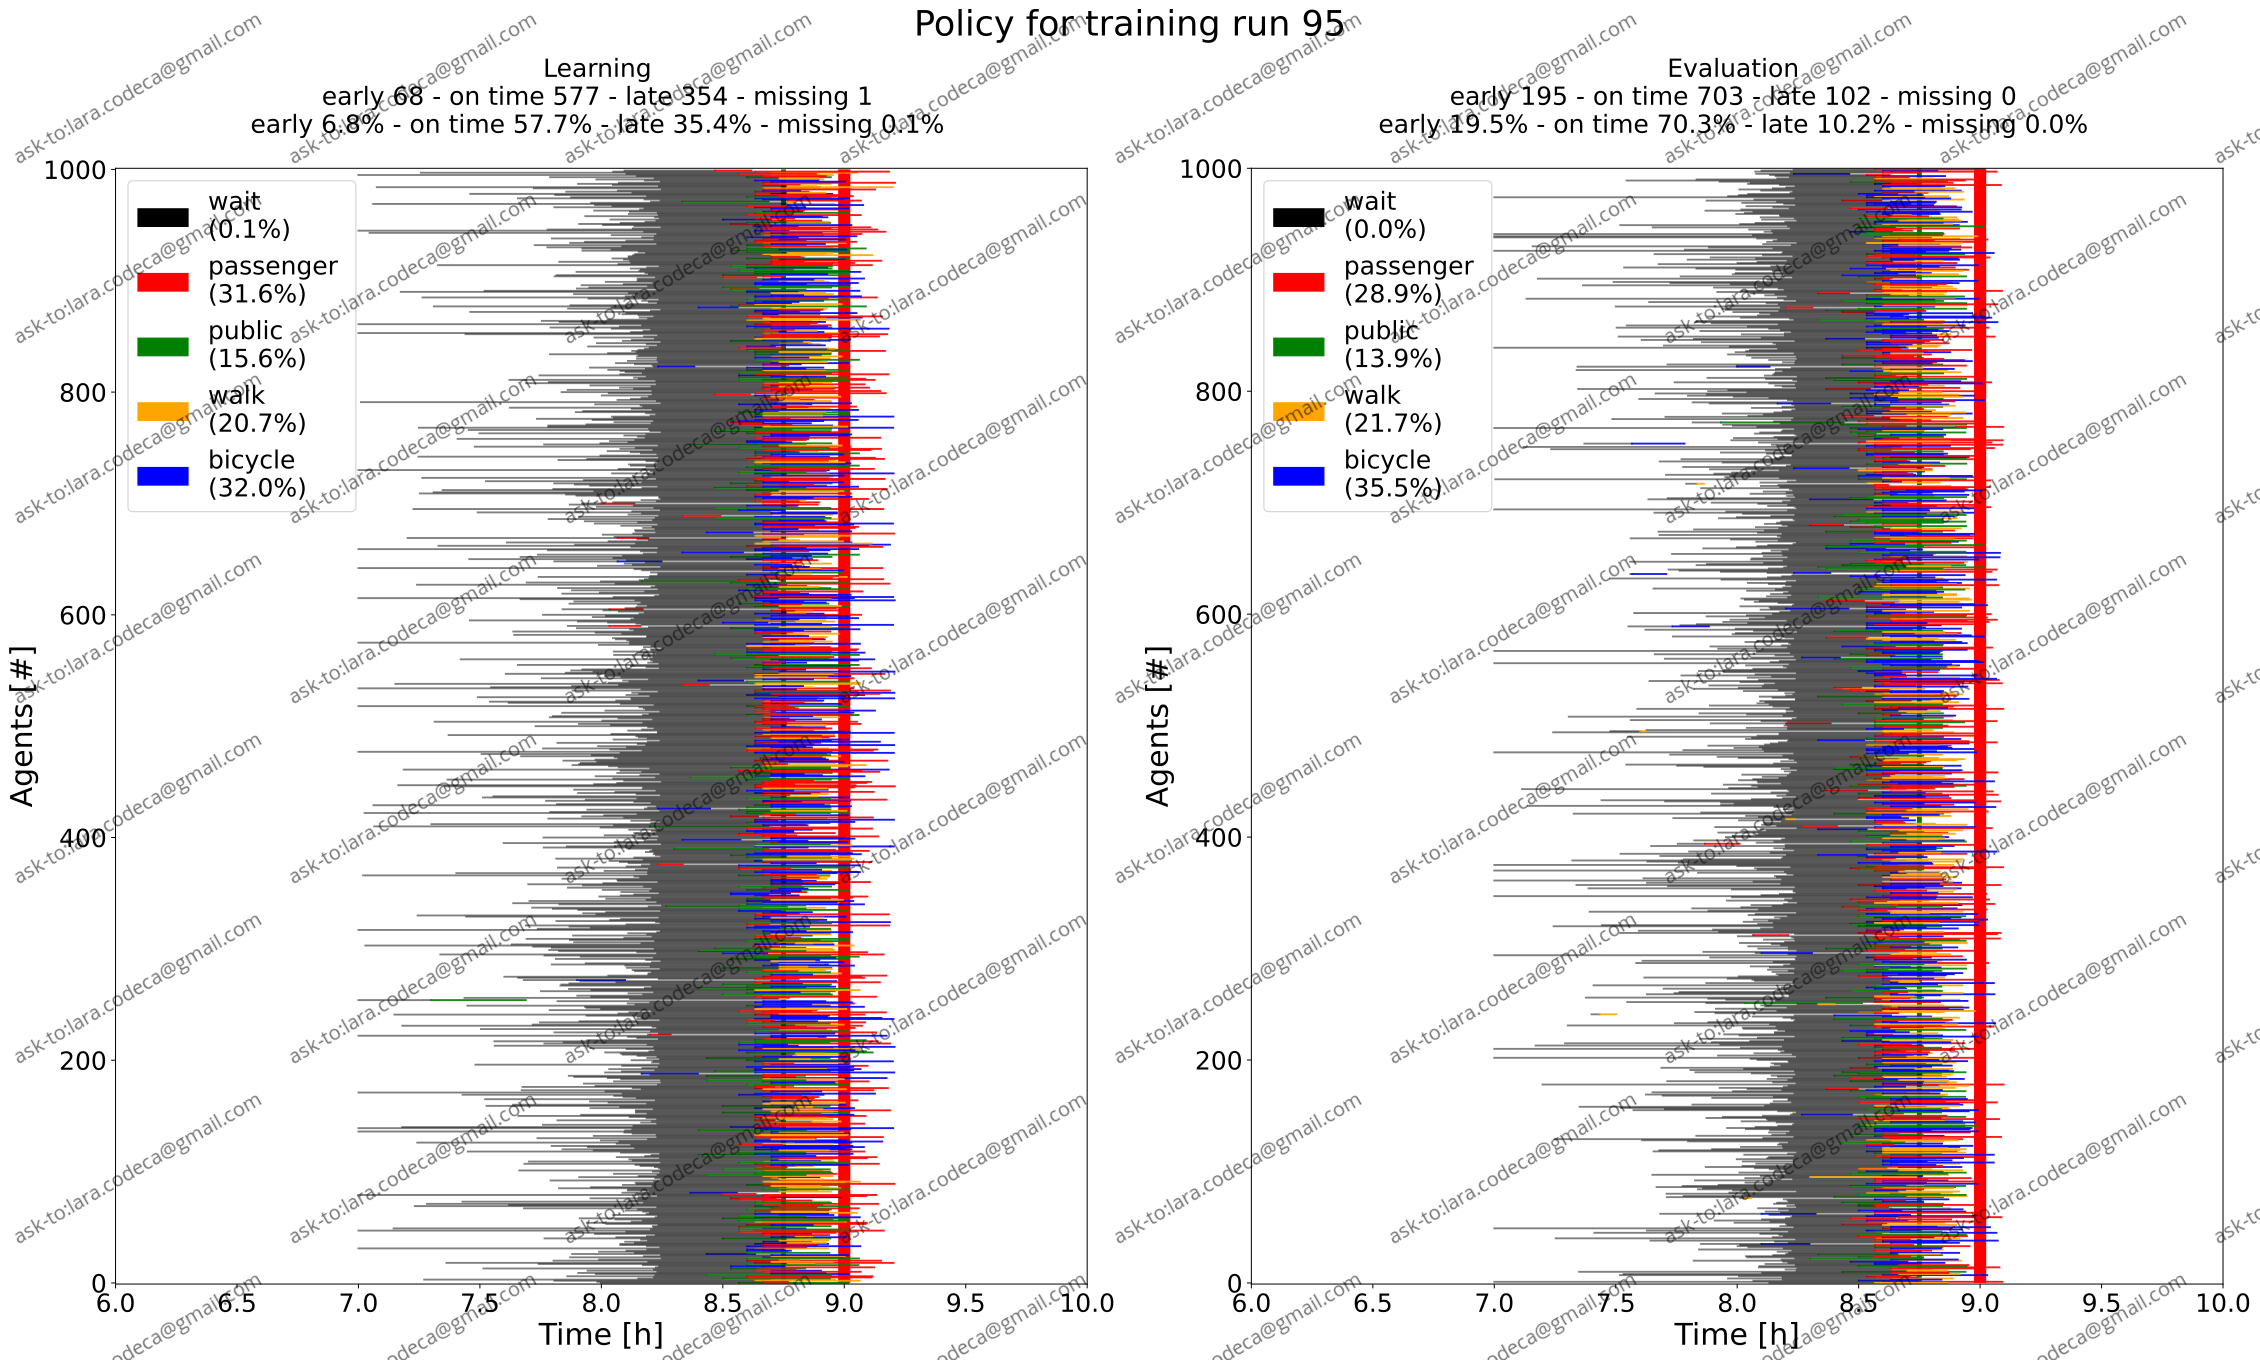 Policy for training run 95
Learning
early 68 - on time 577 - late 354 - missing 1
early 6.8% - on time 57.7% - late 35.4% - missing 0.1%
Agents [#]
1000
800
600
400
200
0
wait
(0.1%)
passenger
(31.6%)
public
(15.6%)
walk
(20.7%)
bicycle
(32.0%)
6.0 6.5 7.0 7.5 8.0 8.5 9.0 9.5 10.0
Time [h]
Evaluation
early 195 - on time 703 - late 102 - missing 0
early 19.5% - on time 70.3% - late 10.2% - missing 0.0%
Agents [#]
1000
800
600
400
200
0
wait
(0.0%)
passenger
(28.9%)
public
(13.9%)
walk
(21.7%)
bicycle
(35.5%)
6.0 6.5 7.0 7.5 8.0 8.5 9.0 9.5 10.0
Time [h]
ask-to:lara.codeca@gmail.com